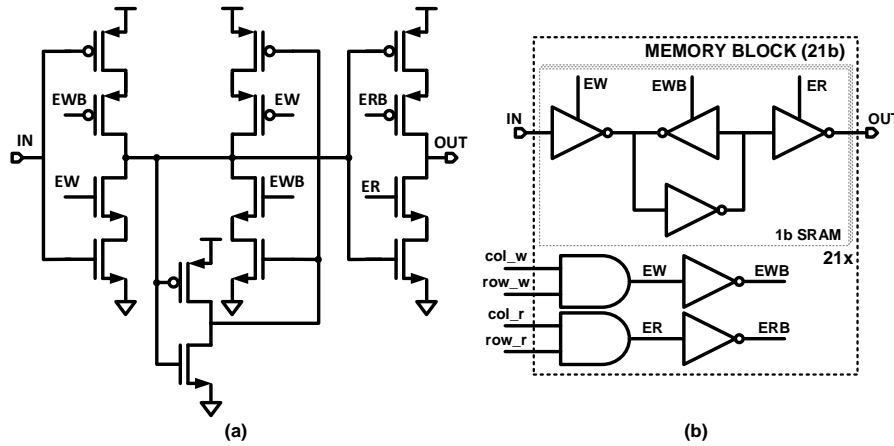 EWB
EW
ERB
IN
OUT
EW
EWB
ER
(a)
MEMORY BLOCK (21b)
EW
EWB
ER
IN
OUT
1b SRAM
21x
col_w
row_w
EW
EWB
col_r
row_r
ER
ERB
(b)